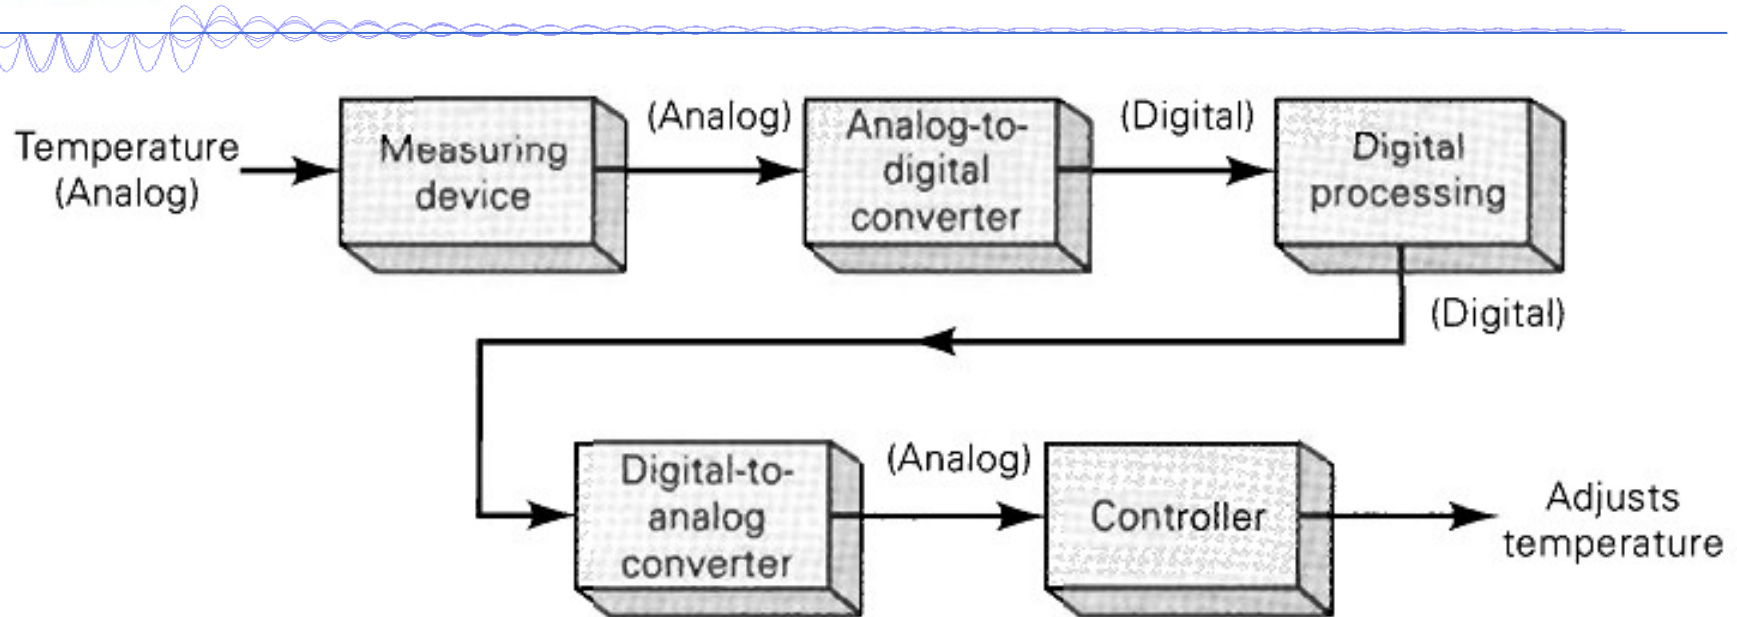 Temperature
(Analog)
Measuring
device
(Analog)
Analog-to-
digital
converter
(Digital)
Digital
processing
(Digital)
Digital-to-
analog
converter
(Analog)
Controller
Adjusts
temperature